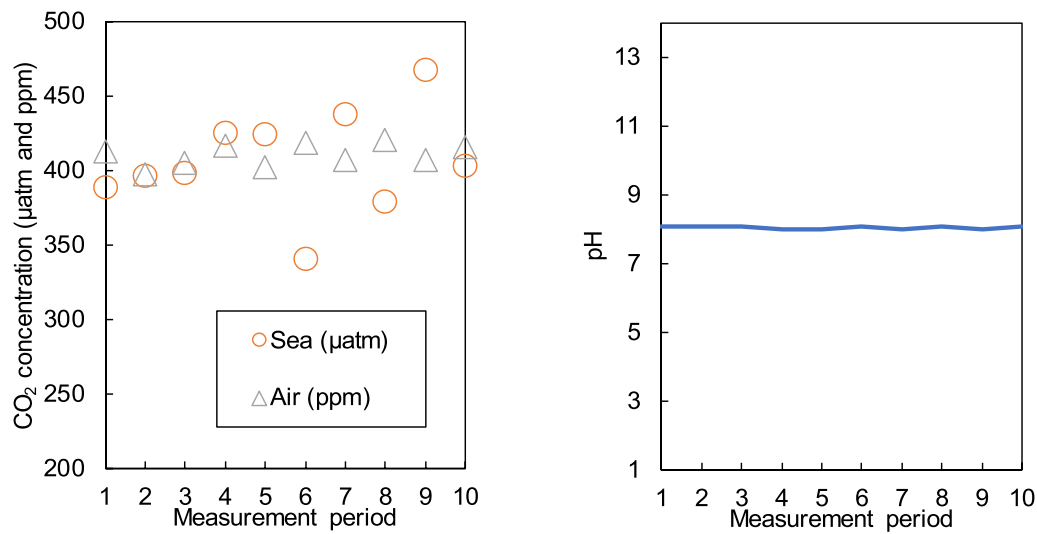 CO₂ concentration (µatm and ppm)
500
450
400
350
300
250
200
Sea (µatm)
Air (ppm)
1 2 3 4 5 6 7 8 9 10
Measurement period
pH
13
11
9
7
5
3
1
1 2 3 4 5 6 7 8 9 10
Measurement period